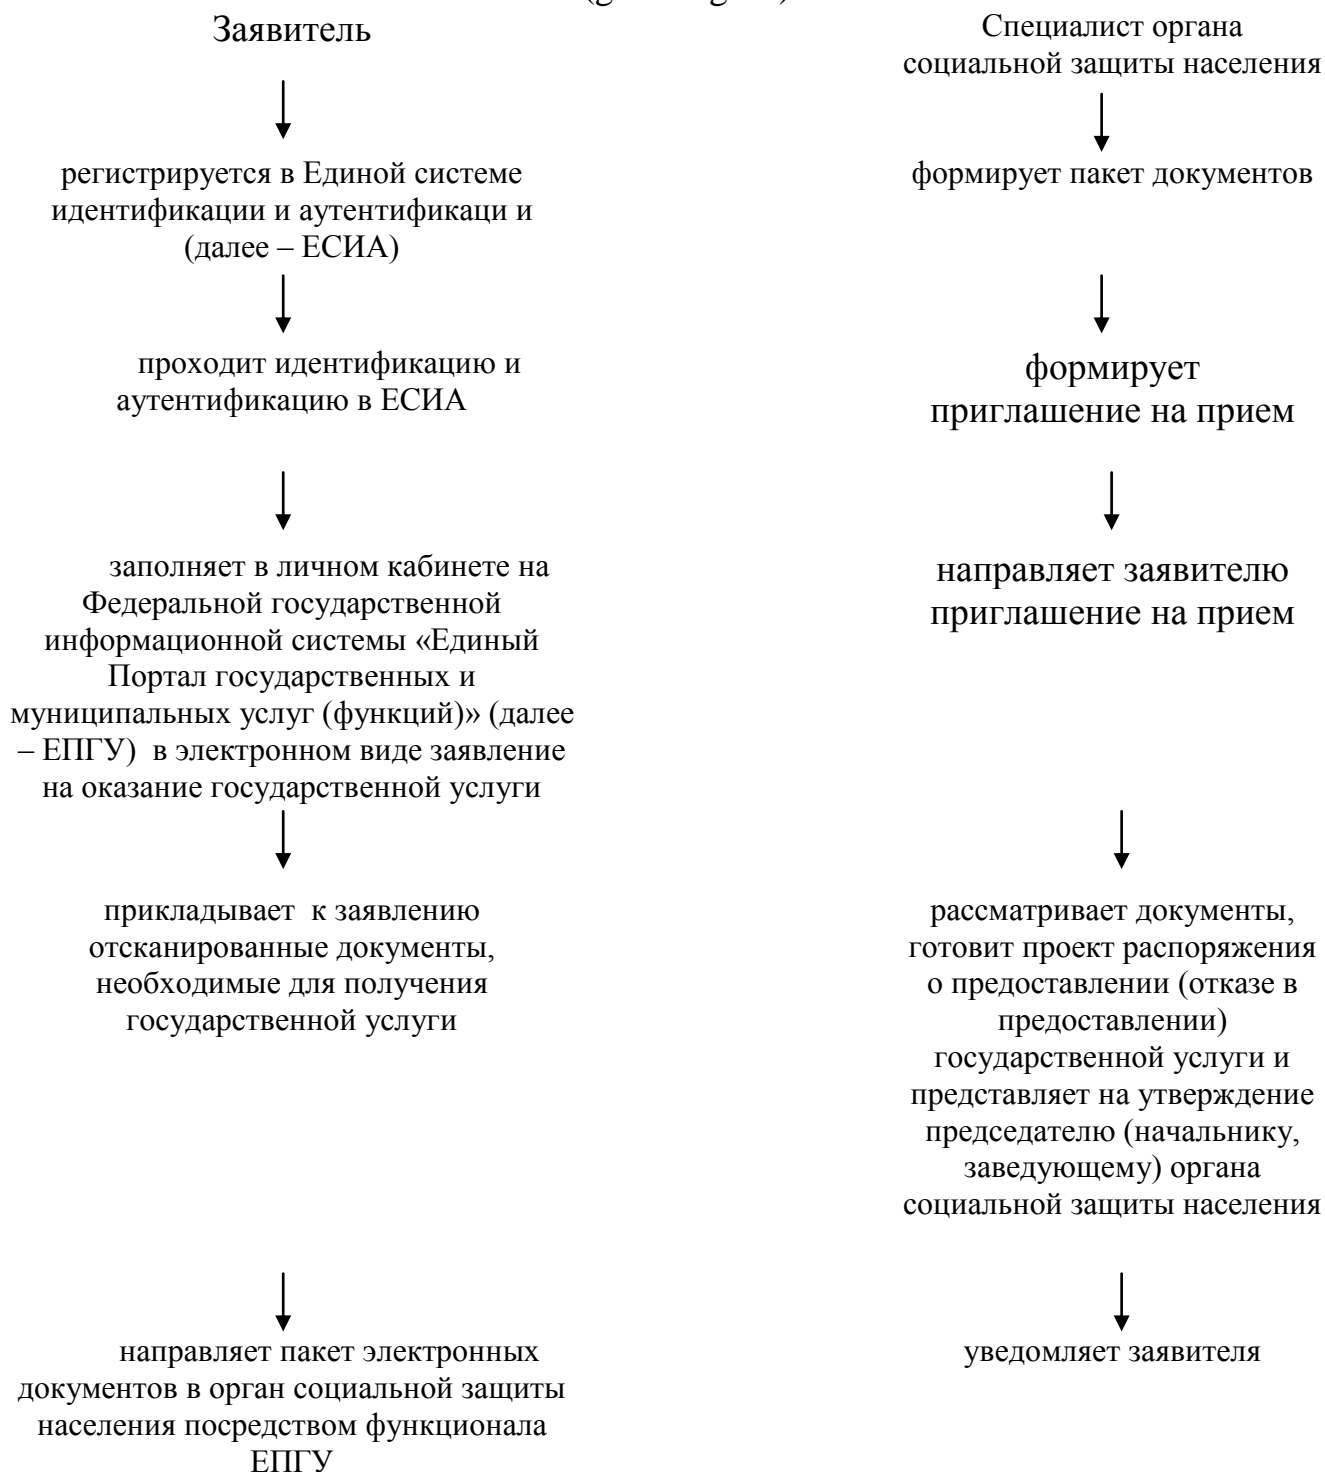 Заявитель
регистрируется в Единой системе
идентификации и аутентификаци и
(далее – ЕСИА)
проходит идентификацию и
аутентификацию в ЕСИА
заполняет в личном кабинете на
Федеральной государственной
информационной системы «Единый
Портал государственных и
муниципальных услуг (функций)» (далее
– ЕПГУ) в электронном виде заявление
на оказание государственной услуги
прикладывает к заявлению
отсканированные документы,
необходимые для получения
государственной услуги
направляет пакет электронных
документов в орган социальной защиты
населения посредством функционала
ЕПГУ
Специалист органа
социальной защиты населения
формирует пакет документов
формирует
приглашение на прием
направляет заявителю
приглашение на прием
рассматривает документы,
готовит проект распоряжения
о предоставлении (отказе в
предоставлении)
государственной услуги и
представляет на утверждение
председателю (начальнику,
заведующему) органа
социальной защиты населения
уведомляет заявителя